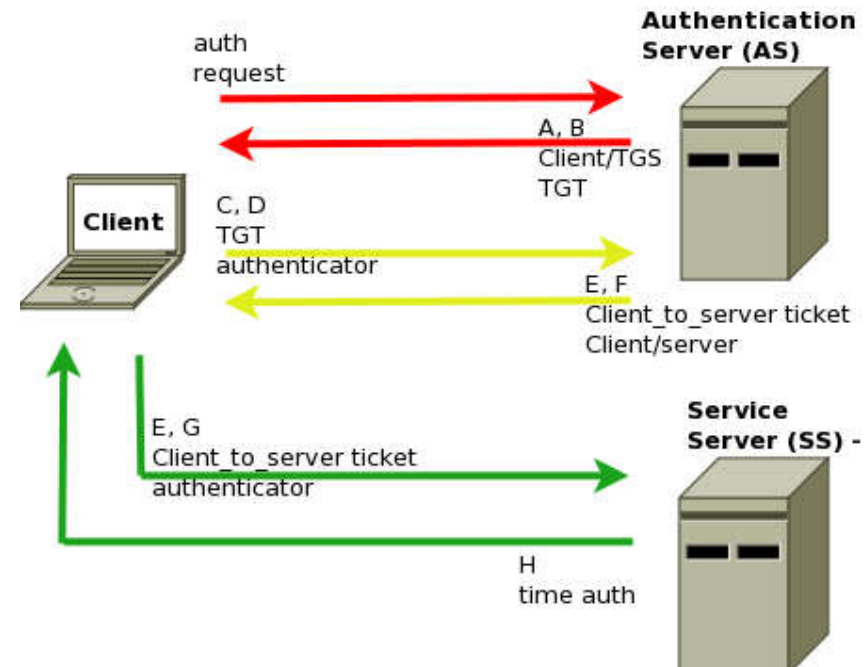 Authentication
Server (AS)
auth
request
A, B
Client/TGS
TGT
Client
C, D
TGT
authenticator
E, F
Client_to_server ticket
Client/server
Service
Server (SS) -
E, G
Client_to_server ticket
authenticator
H
time auth